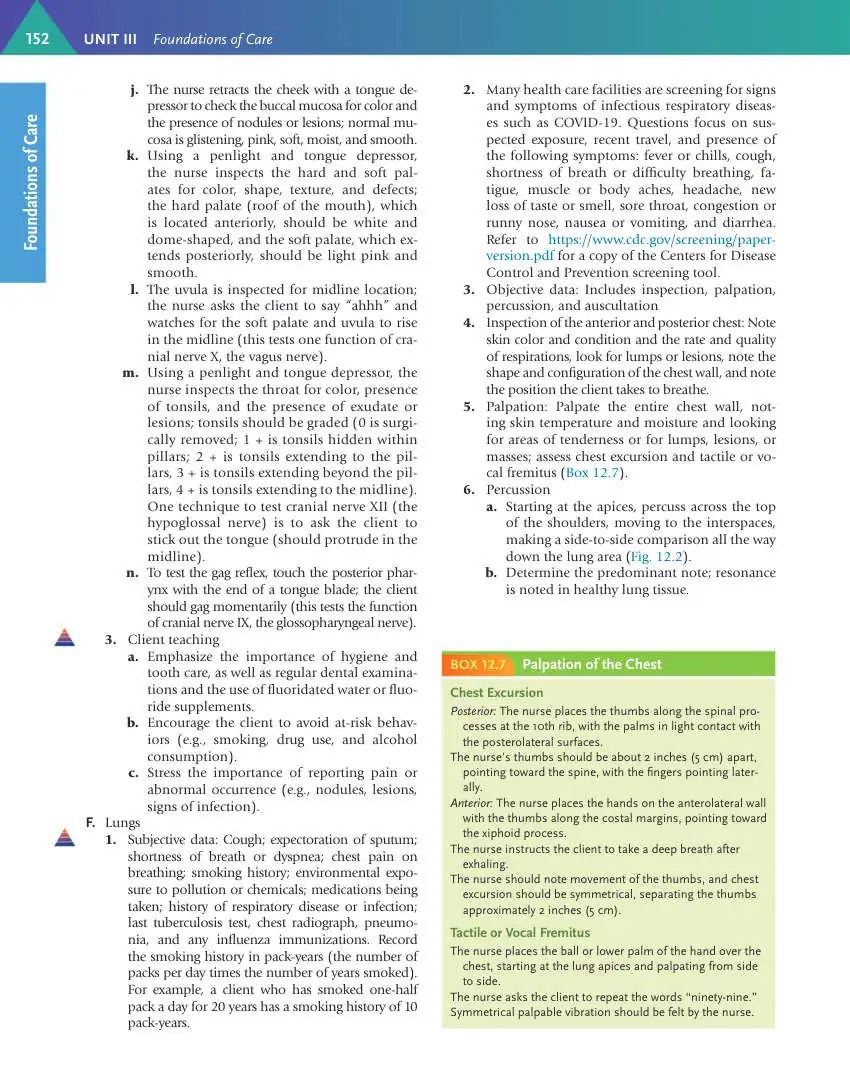 152 UNIT III Foundations of Care
Foundations of Care
j. The nurse retracts the cheek with a tongue de-
pressor to check the buccal mucosa for color and
the presence of nodules or lesions; normal mu-
cosa is glistening, pink, soft, moist, and smooth.
k. Using a penlight and tongue depressor,
the nurse inspects the hard and soft pal-
ates for color, shape, texture, and defects;
the hard palate (roof of the mouth), which
is located anteriorly, should be white and
dome-shaped, and the soft palate, which ex-
tends posteriorly, should be light pink and
smooth.
l. The uvula is inspected for midline location;
the nurse asks the client to say “ahhh” and
watches for the soft palate and uvula to rise
in the midline (this tests one function of cra-
nial nerve X, the vagus nerve).
m. Using a penlight and tongue depressor, the
nurse inspects the throat for color, presence
of tonsils, and the presence of exudate or
lesions; tonsils should be graded (0 is surgi-
cally removed; 1 + is tonsils hidden within
pillars; 2 + is tonsils extending to the pil-
lars, 3 + is tonsils extending beyond the pil-
lars, 4 + is tonsils extending to the midline).
One technique to test cranial nerve XII (the
hypoglossal nerve) is to ask the client to
stick out the tongue (should protrude in the
midline).
n. To test the gag reflex, touch the posterior phar-
ynx with the end of a tongue blade; the client
should gag momentarily (this tests the function
of cranial nerve IX, the glossopharyngeal nerve).
3. Client teaching
a. Emphasize the importance of hygiene and
tooth care, as well as regular dental examina-
tions and the use of fluoridated water or fluo-
ride supplements.
b. Encourage the client to avoid at-risk behav-
iors (e.g., smoking, drug use, and alcohol
consumption).
c. Stress the importance of reporting pain or
abnormal occurrence (e.g., nodules, lesions,
signs of infection).
F. Lungs
1. Subjective data: Cough; expectoration of sputum;
shortness of breath or dyspnea; chest pain on
breathing; smoking history; environmental expo-
sure to pollution or chemicals; medications being
taken; history of respiratory disease or infection;
last tuberculosis test, chest radiograph, pneumo-
nia, and any influenza immunizations. Record
the smoking history in pack-years (the number of
packs per day times the number of years smoked).
For example, a client who has smoked one-half
pack a day for 20 years has a smoking history of 10
pack-years.
2. Many health care facilities are screening for signs
and symptoms of infectious respiratory diseas-
es such as COVID-19. Questions focus on sus-
pected exposure, recent travel, and presence of
the following symptoms: fever or chills, cough,
shortness of breath or difficulty breathing, fa-
tigue, muscle or body aches, headache, new
loss of taste or smell, sore throat, congestion or
runny nose, nausea or vomiting, and diarrhea.
Refer to https://www.cdc.gov/screening/paper-
version.pdf for a copy of the Centers for Disease
Control and Prevention screening tool.
3. Objective data: Includes inspection, palpation,
percussion, and auscultation
4. Inspection of the anterior and posterior chest: Note
skin color and condition and the rate and quality
of respirations, look for lumps or lesions, note the
shape and configuration of the chest wall, and note
the position the client takes to breathe.
5. Palpation: Palpate the entire chest wall, not-
ing skin temperature and moisture and looking
for areas of tenderness or for lumps, lesions, or
masses; assess chest excursion and tactile or vo-
cal fremitus (Box 12.7).
6. Percussion
a. Starting at the apices, percuss across the top
of the shoulders, moving to the interspaces,
making a side-to-side comparison all the way
down the lung area (Fig. 12.2).
b. Determine the predominant note; resonance
is noted in healthy lung tissue.
BOX 12.7 Palpation of the Chest
Chest Excursion
Posterior: The nurse places the thumbs along the spinal pro-
cesses at the 10th rib, with the palms in light contact with
the posterolateral surfaces.
The nurse’s thumbs should be about 2 inches (5 cm) apart,
pointing toward the spine, with the fingers pointing later-
ally.
Anterior: The nurse places the hands on the anterolateral wall
with the thumbs along the costal margins, pointing toward
the xiphoid process.
The nurse instructs the client to take a deep breath after
exhaling.
The nurse should note movement of the thumbs, and chest
excursion should be symmetrical, separating the thumbs
approximately 2 inches (5 cm).
Tactile or Vocal Fremitus
The nurse places the ball or lower palm of the hand over the
chest, starting at the lung apices and palpating from side
to side.
The nurse asks the client to repeat the words “ninety-nine.”
Symmetrical palpable vibration should be felt by the nurse.